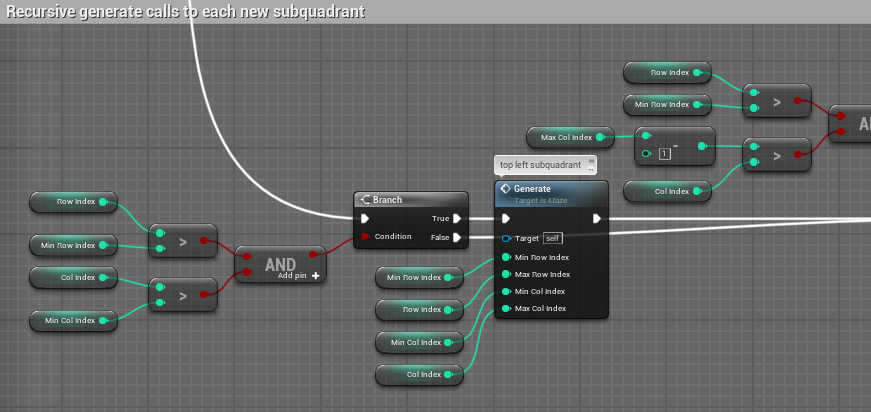 Recursive generate calls to each new subquadrant
Row Index
Min Row Index
>
Max Col Index
1
-
>
Col Index
top left subquadrant
Generate
Target is Maze
Target
self
Min Row Index
Max Row Index
Min Col Index
Max Col Index
Branch
True
Condition
False
Row Index
Min Row Index
>
Col Index
Min Col Index
>
AND
Add pin +
Min Row Index
Row Index
Min Col Index
Col Index